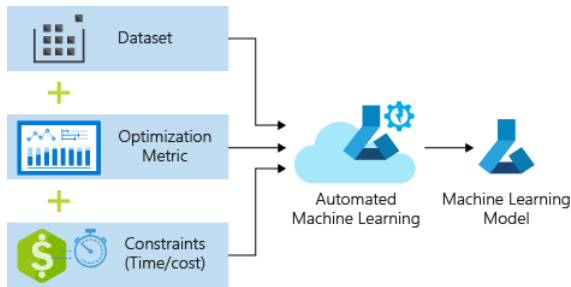 Dataset
+
Optimization
Metric
+
Constraints
(Time/cost)
$
Automated
Machine Learning
Machine Learning
Model